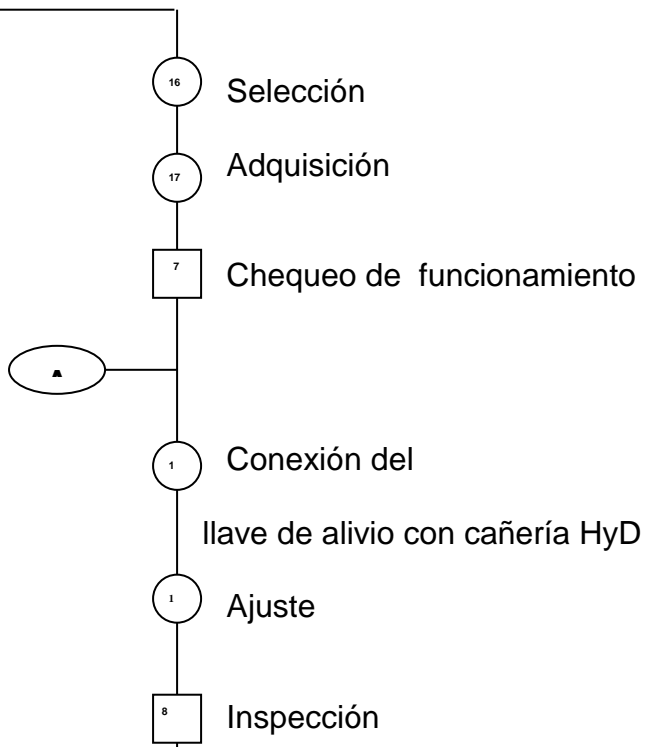 16 Selección
17 Adquisición
7 Chequeo de funcionamiento
A
1 Conexión del
llave de alivio con cañería HyD
1 Ajuste
8 Inspección